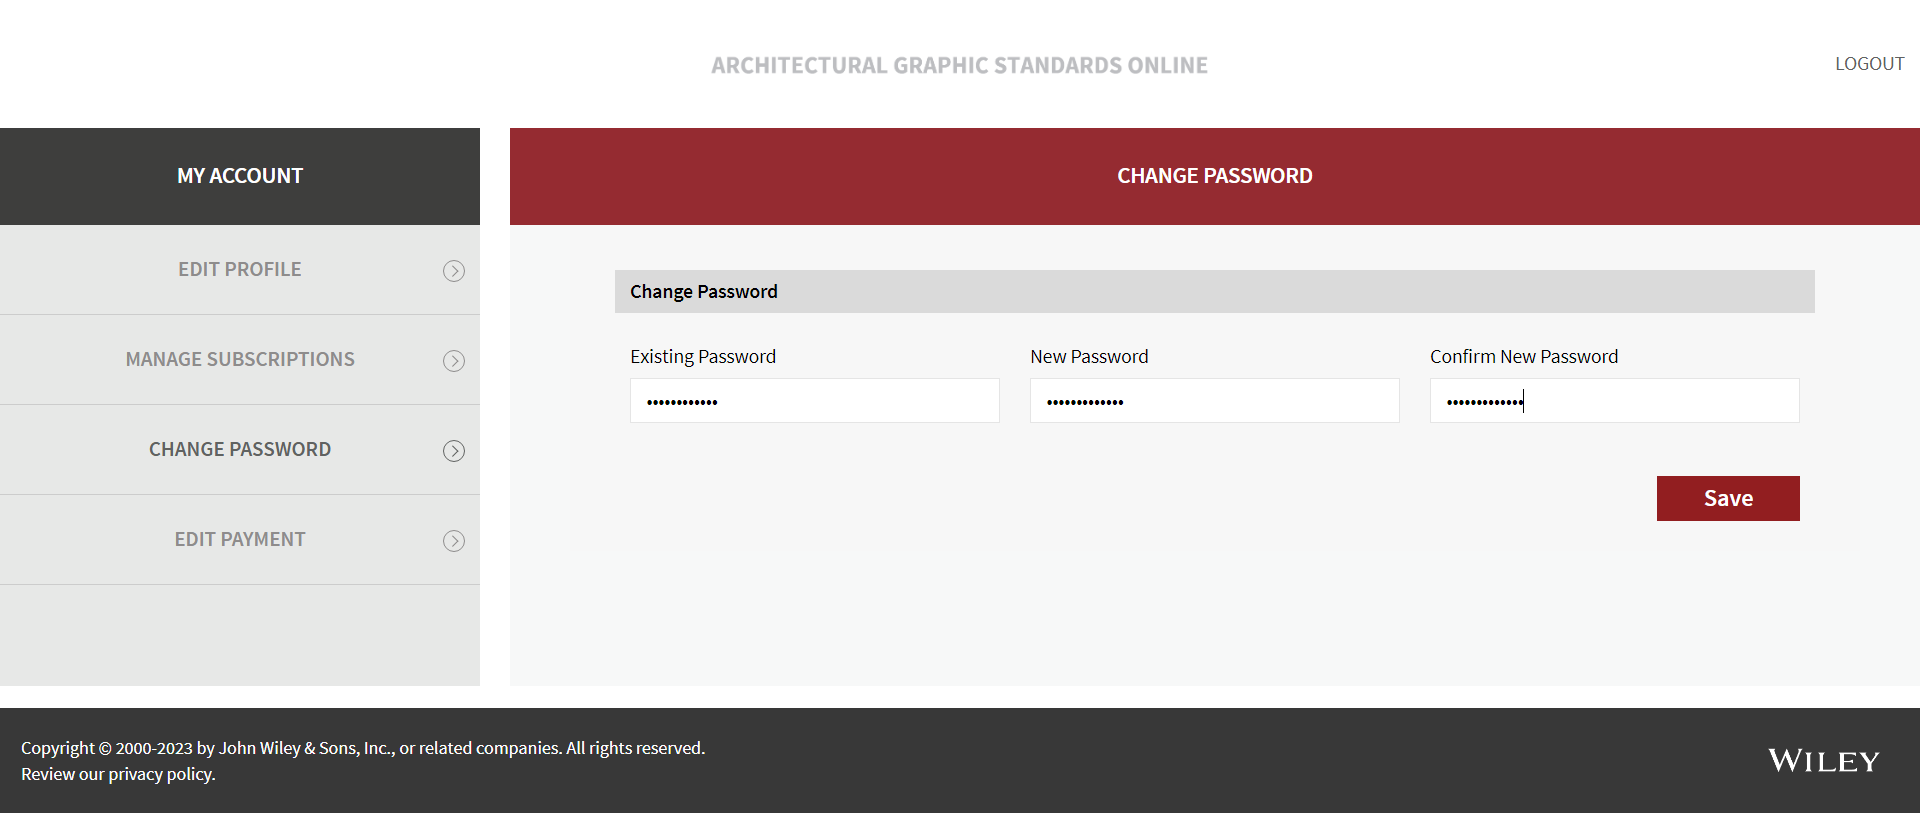 ARCHITECTURAL GRAPHIC STANDARDS ONLINE
LOGOUT
MY ACCOUNT
EDIT PROFILE
MANAGE SUBSCRIPTIONS
CHANGE PASSWORD
EDIT PAYMENT
CHANGE PASSWORD
Change Password
Existing Password
New Password
Confirm New Password
••••••••••••
•••••••••••••
•••••••••••••
Save
Copyright © 2000-2023 by John Wiley & Sons, Inc., or related companies. All rights reserved.
Review our privacy policy.
WILEY